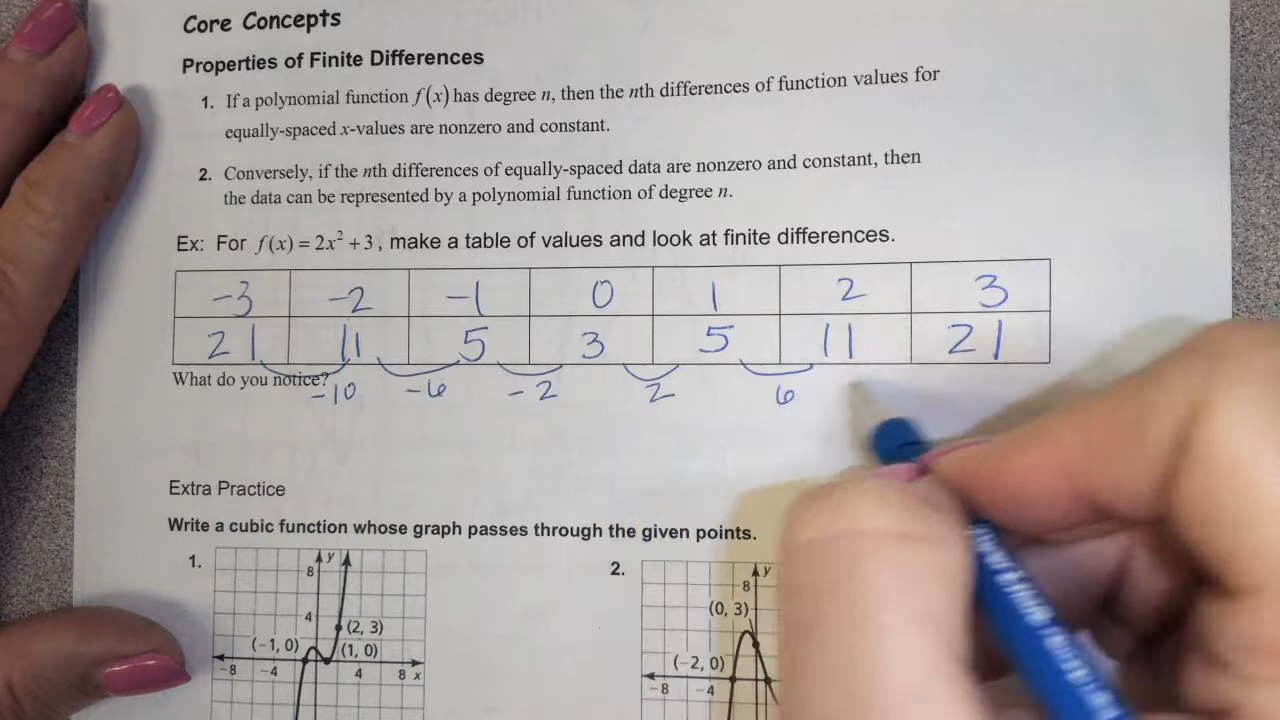 Core Concepts
Properties of Finite Differences
1. If a polynomial function f(x) has degree n, then the nth differences of function values for
equally-spaced x-values are nonzero and constant.
2. Conversely, if the nth differences of equally-spaced data are nonzero and constant, then
the data can be represented by a polynomial function of degree n.
Ex: For f(x) = 2x² + 3, make a table of values and look at finite differences.
-3 -2 -1 0 1 2 3
21 11 5 3 5 11 21
What do you notice?
-10 -6 -2 2 6
Extra Practice
Write a cubic function whose graph passes through the given points.
1. 2.
8 y
4
(2, 3)
(-1, 0) (1, 0)
-8 -4 4 8 x
y
8
(0, 3)
(-2, 0)
-8 -4